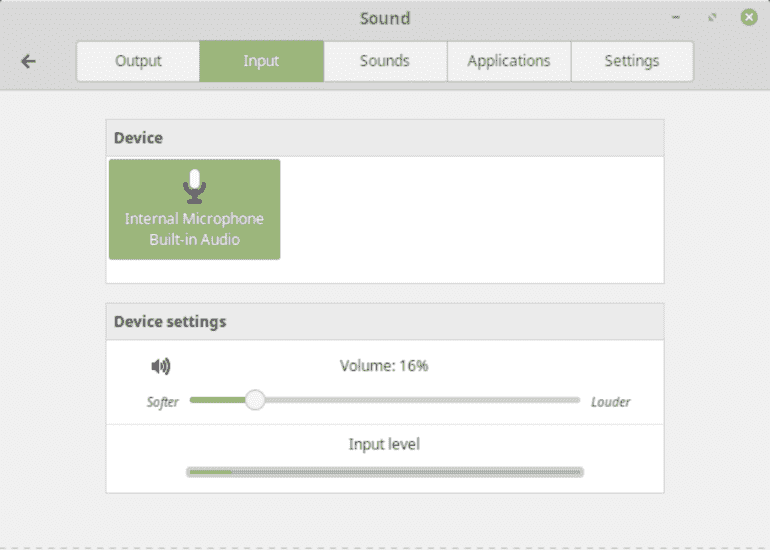 Sound
Output Input Sounds Applications Settings
Device
Internal Microphone
Built-in Audio
Device settings
Volume: 16%
Softer Louder
Input level